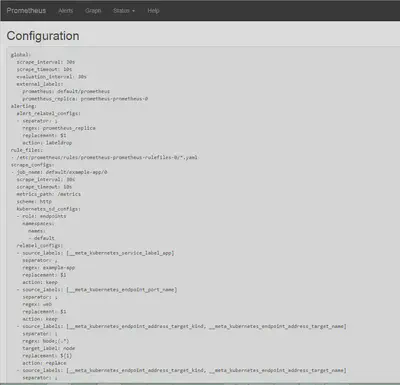 Prometheus Alerts Graph Status Help
Configuration
global:
scrape_interval: 30s
scrape_timeout: 10s
evaluation_interval: 30s
external_labels:
prometheus: default/prometheus
prometheus_replica: prometheus-prometheus-0
alerting:
alert_relabel_configs:
- separator: ;
regex: prometheus_replica
replacement: $1
action: labeldrop
rule_files:
- /etc/prometheus/rules/prometheus-prometheus-rulefiles-0/*.yaml
scrape_configs:
- job_name: default/example-app/0
scrape_interval: 30s
scrape_timeout: 10s
metrics_path: /metrics
scheme: http
kubernetes_sd_configs:
- role: endpoints
namespaces:
names:
- default
relabel_configs:
- source_labels: [__meta_kubernetes_service_label_app]
separator: ;
regex: example-app
replacement: $1
action: keep
- source_labels: [__meta_kubernetes_endpoint_port_name]
separator: ;
regex: web
replacement: $1
action: keep
- source_labels: [__meta_kubernetes_endpoint_address_target_kind, __meta_kubernetes_endpoint_address_target_name]
separator: ;
regex: Node;(.*)
target_label: node
replacement: ${1}
action: replace
- source_labels: [__meta_kubernetes_endpoint_address_target_kind, __meta_kubernetes_endpoint_address_target_name]
separator: ;